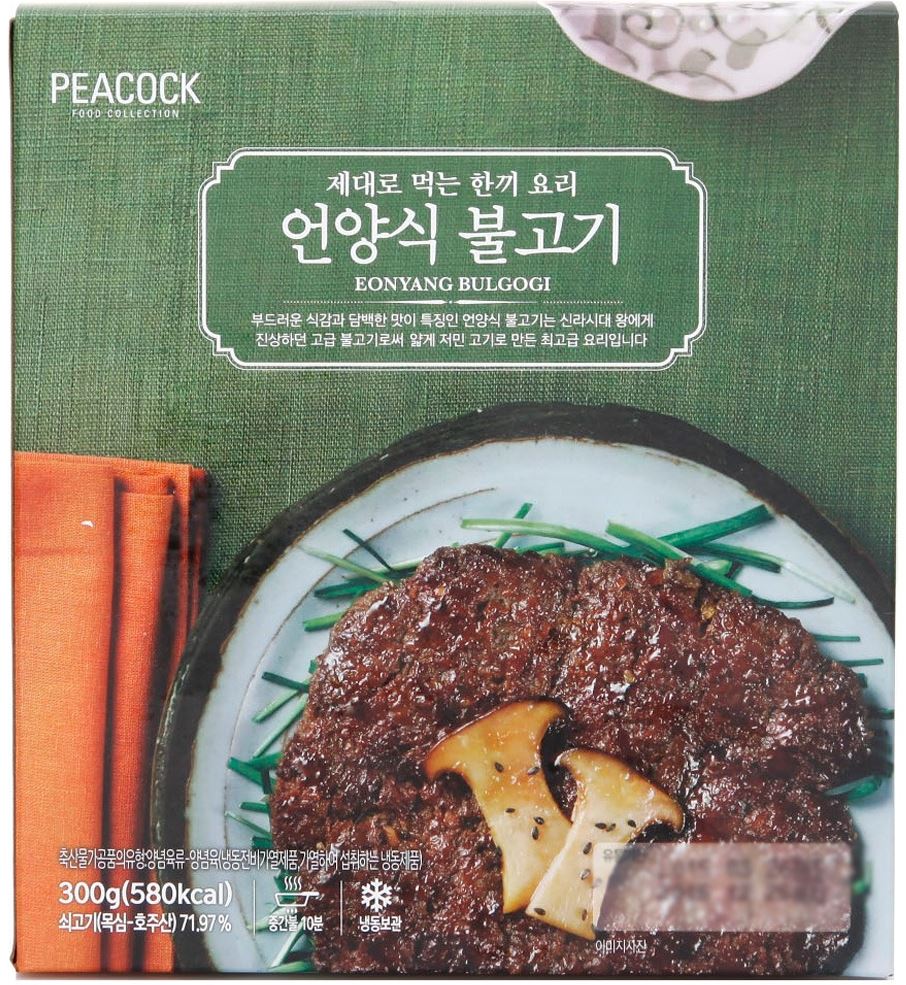 PEACOCK
FOOD COLLECTION
제대로 먹는 한끼 요리
언양식 불고기
EONYANG BULGOGI
부드러운 식감과 담백한 맛이 특징인 언양식 불고기는 신라시대 왕에게
진상하던 고급 불고기로써 얇게 저민 고기로 만든 최고급 요리입니다
축산물가공품의유형:양념육류-양념육(냉동전비가열제품,가열하여 섭취하는 냉동제품)
300g(580kcal)
쇠고기(목심-호주산) 71.97%
중간불 10분
냉동보관
이미지사진